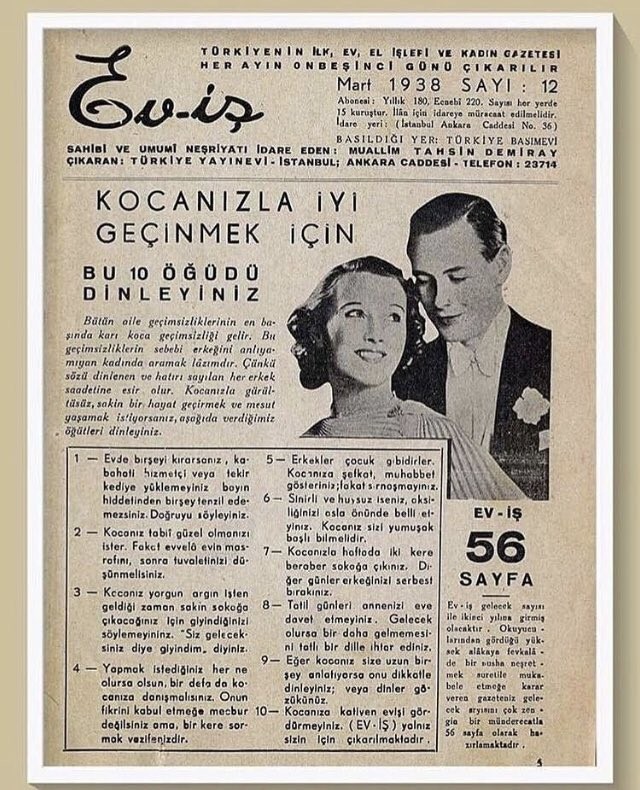 Ev-iş
TÜRKİYENİN İLK, EV, EL İŞLEFİ VE KADIN GAZETESİ
HER AYIN ONBEŞİNCİ GÜNÜ ÇIKARILIR
Mart 1938 SAYI : 12
Abonesi : Yıllık 180, Ecnebi 220. Sayısı her yerde
15 kuruştur. İlân için idareye müracaat edilmelidir.
İdare yeri : (İstanbul Ankara Caddesi No. 36)
BASILDIĞI YER: TÜRKİYE BASIMEVİ
SAHİBİ VE UMUMÎ NEŞRİYATI İDARE EDEN : MUALLİM TAHSİN DEMİRAY
ÇIKARAN: TÜRKİYE YAYINEVİ - İSTANBUL; ANKARA CADDESİ - TELEFON : 23714
KOCANIZLA İYİ
GEÇİNMEK İÇİN
BU 10 ÖĞÜDÜ
DİNLEYİNİZ
Bütün aile geçimsizliklerinin en ba-
şında karı koca geçimsizliği gelir. Bu
geçimsizliklerin sebebi erkeğini anlıya-
mıyan kadında aramak lâzımdır. Çünkü
sözü dinlenen ve hatırı sayılan her erkek
saadetine esir olur. Kocanızla gürül-
tüsüz, sakin bir hayat geçirmek ve mesut
yaşamak istiyorsanız, aşağıda verdiğimiz
öğütleri dinleyiniz.
1 — Evde birşeyi kırarsanız, ka-
bahati hizmetçi veya tekir
kediye yüklemeyiniz bayın
hiddetinden birşey tenzil ede-
mezsiniz. Doğruyu söyleyiniz.
2 — Kocanız tabiî güzel olmanızı
ister. Fakat evvelâ evin mas-
rafını, sonra tuvaletinizi dü-
şünmelisiniz.
3 — Kocanız yorgun argın işten
geldiği zaman sakin sokağa
çıkacağınız için giyindiğinizi
söylemeyininz. "Siz gelecek-
siniz diye giyindim, diyiniz.
4 — Yapmak istediğiniz her ne
olursa olsun, bir defa da ko-
canıza danışmalısınız. Onun
fikrini kabul etmeğe mecbur
değilsiniz ama, bir kere sor-
mak vazifenizdir.
5 — Erkekler çocuk gibidirler.
Kocanıza şefkat, muhabbet
gösteriniz; fakat sırnaşmayınız.
6 — Sinirli ve huysuz iseniz, aksi-
liğinizi asla önünde belli et-
yiniz. Kocanız sizi yumuşak
başlı bilmelidir.
7 — Kocanızla haftada iki kere
beraber sokağa çıkınız. Di-
ğer günler erkeğinizi serbest
bırakınız.
8 — Tatil günleri annenizi eve
davet etmeyiniz. Gelecek
olursa bir daha gelmemesi-
ni tatlı bir dille ihtar ediniz.
9 — Eğer kocanız size uzun bir-
şey anlatıyorsa onu dikkatle
dinleyiniz; veya dinler gö-
zükünüz.
10 — Kocanıza katiyen evişi gör-
dürmeyiniz. (EV-İŞ) yalnız
sizin için çıkarılmaktadır.
EV - İŞ
56
SAYFA
Ev - iş gelecek sayısı
ile ikinci yılına girmiş
olacaktır. Okuyucu -
larından gördüğü yük-
sek alâkaya fevkalâ -
de bir nusha neşret -
mek suretile muka-
bele etmeğe karar
veren gazeteniz gele-
cek sayısını çok zen -
gin bir münderecatla
56 sayfa olarak ha-
zırlamaktadır.